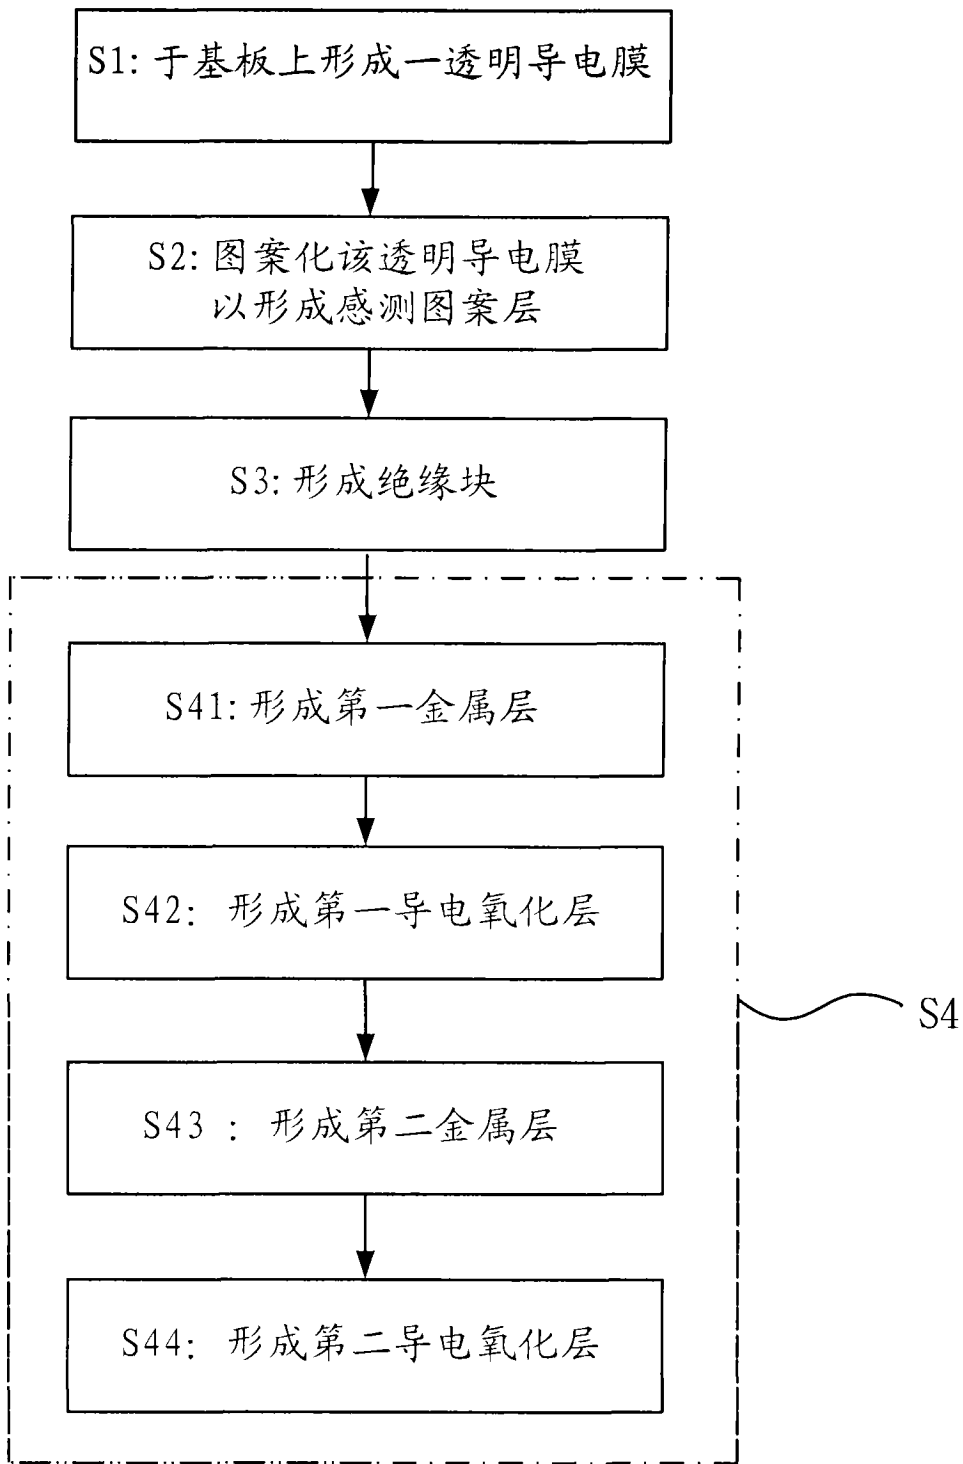 S1: 于基板上形成一透明导电膜
S2: 图案化该透明导电膜
以形成感测图案层
S3: 形成绝缘块
S41: 形成第一金属层
S42: 形成第一导电氧化层
S4
S43 : 形成第二金属层
S44: 形成第二导电氧化层